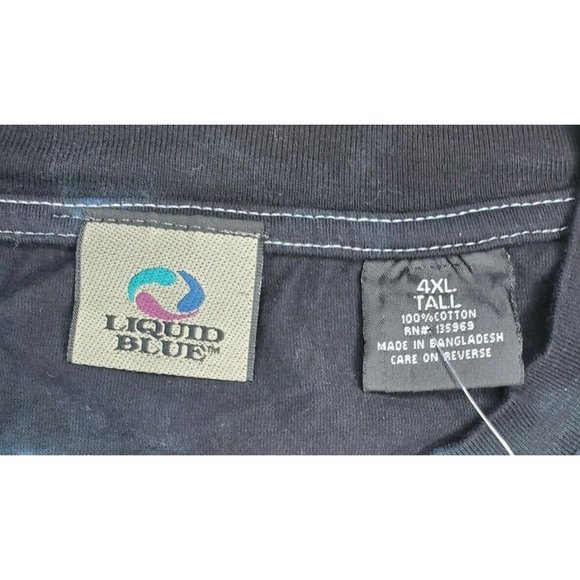 LIQUID
BLUE™
4XL
TALL
100% COTTON
RN#: 135969
MADE IN BANGLADESH
CARE ON REVERSE